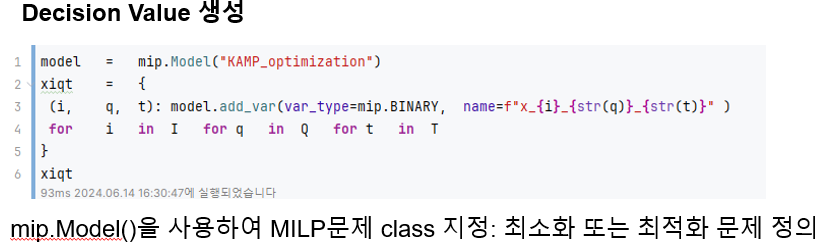 Decision Value 생성
1 model = mip.Model("KAMP_optimization")
2 xiqt = {
3 (i, q, t): model.add_var(var_type=mip.BINARY, name=f"x_{i}_{str(q)}_{str(t)}" )
4 for i in I for q in Q for t in T
5 }
6 xiqt
93ms 2024.06.14 16:30:47에 실행되었습니다
mip.Model()을 사용하여 MILP문제 class 지정: 최소화 또는 최적화 문제 정의